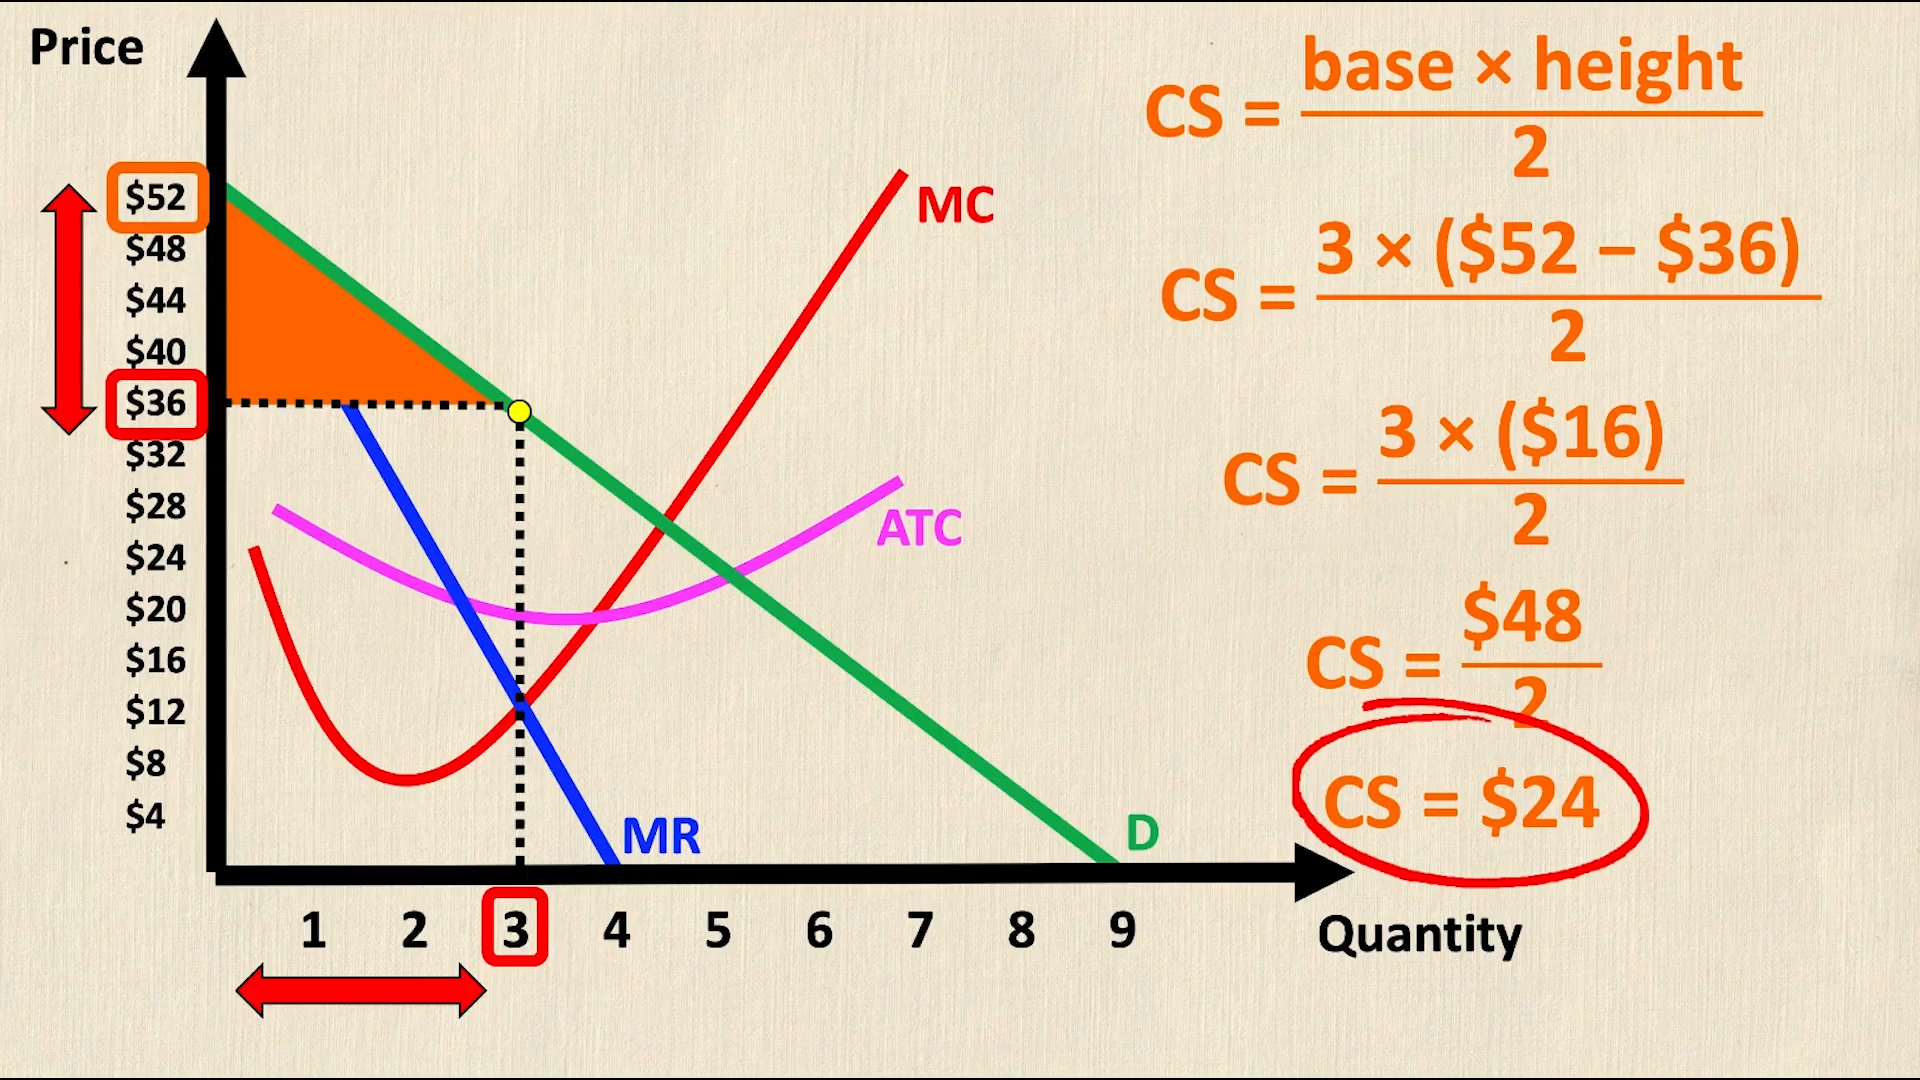 Price
$52
$48
$44
$40
$36
$32
$28
$24
$20
$16
$12
$8
$4
MC
ATC
MR
D
1 2 3 4 5 6 7 8 9
Quantity
CS = base × height
2
CS = 3 × ($52 – $36)
2
CS = 3 × ($16)
2
CS = $48
2
CS = $24